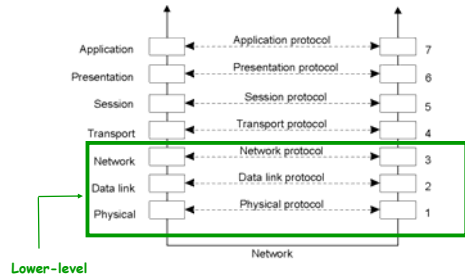 Application Application protocol 7
Presentation Presentation protocol 6
Session Session protocol 5
Transport Transport protocol 4
Network Network protocol 3
Data link Data link protocol 2
Physical Physical protocol 1
Network
Lower-level